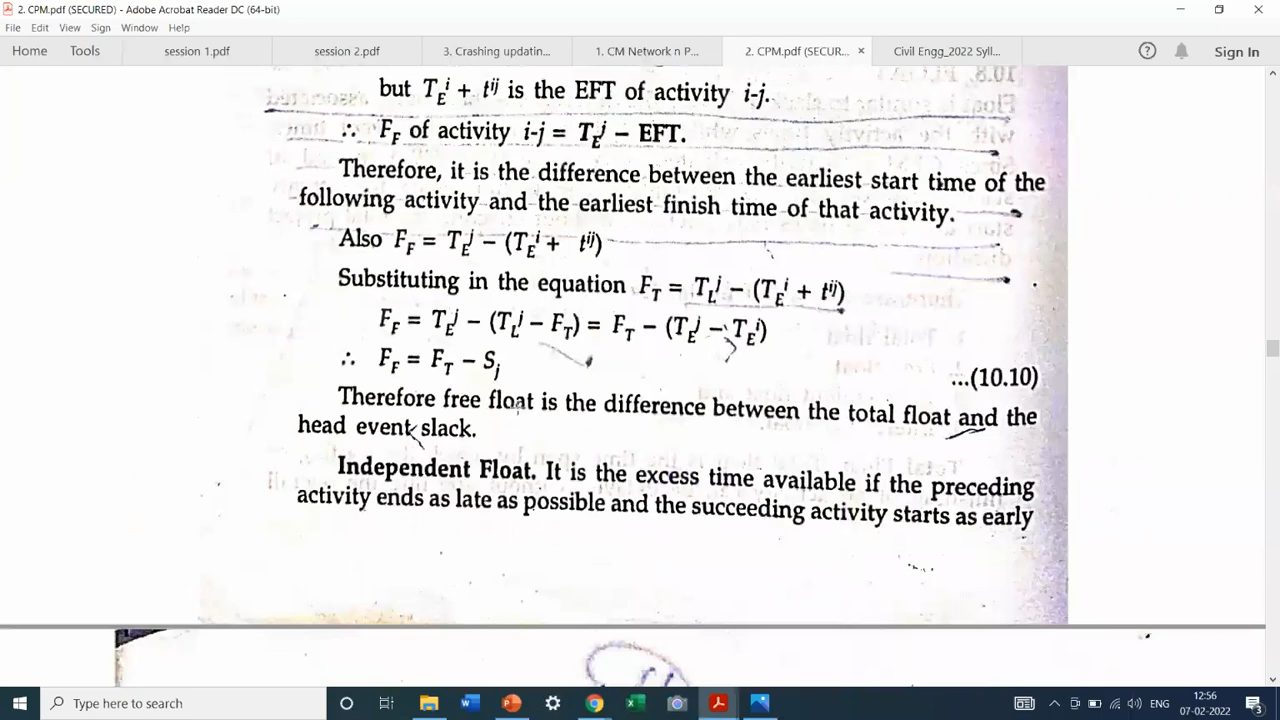 2. CPM.pdf (SECURED) - Adobe Acrobat Reader DC (64-bit)
File Edit View Sign Window Help
Home Tools session 1.pdf session 2.pdf 3. Crashing updatin... 1. CM Network n P... 2. CPM.pdf (SECUR... × Civil Engg_2022 Syll... Sign In
but T_E^i + t^ij is the EFT of activity i-j.
∴ F_F of activity i-j = T_E^j – EFT.
Therefore, it is the difference between the earliest start time of the
following activity and the earliest finish time of that activity.
Also F_F = T_E^j – (T_E^i + t^ij)
Substituting in the equation F_T = T_L^j – (T_E^i + t^ij)
F_F = T_E^j – (T_L^j – F_T) = F_T – (T_E^j – T_E^i)
∴ F_F = F_T – S_j
...(10.10)
Therefore free float is the difference between the total float and the
head event slack.
Independent Float. It is the excess time available if the preceding
activity ends as late as possible and the succeeding activity starts as early
Type here to search
ENG
12:56
07-02-2022
3